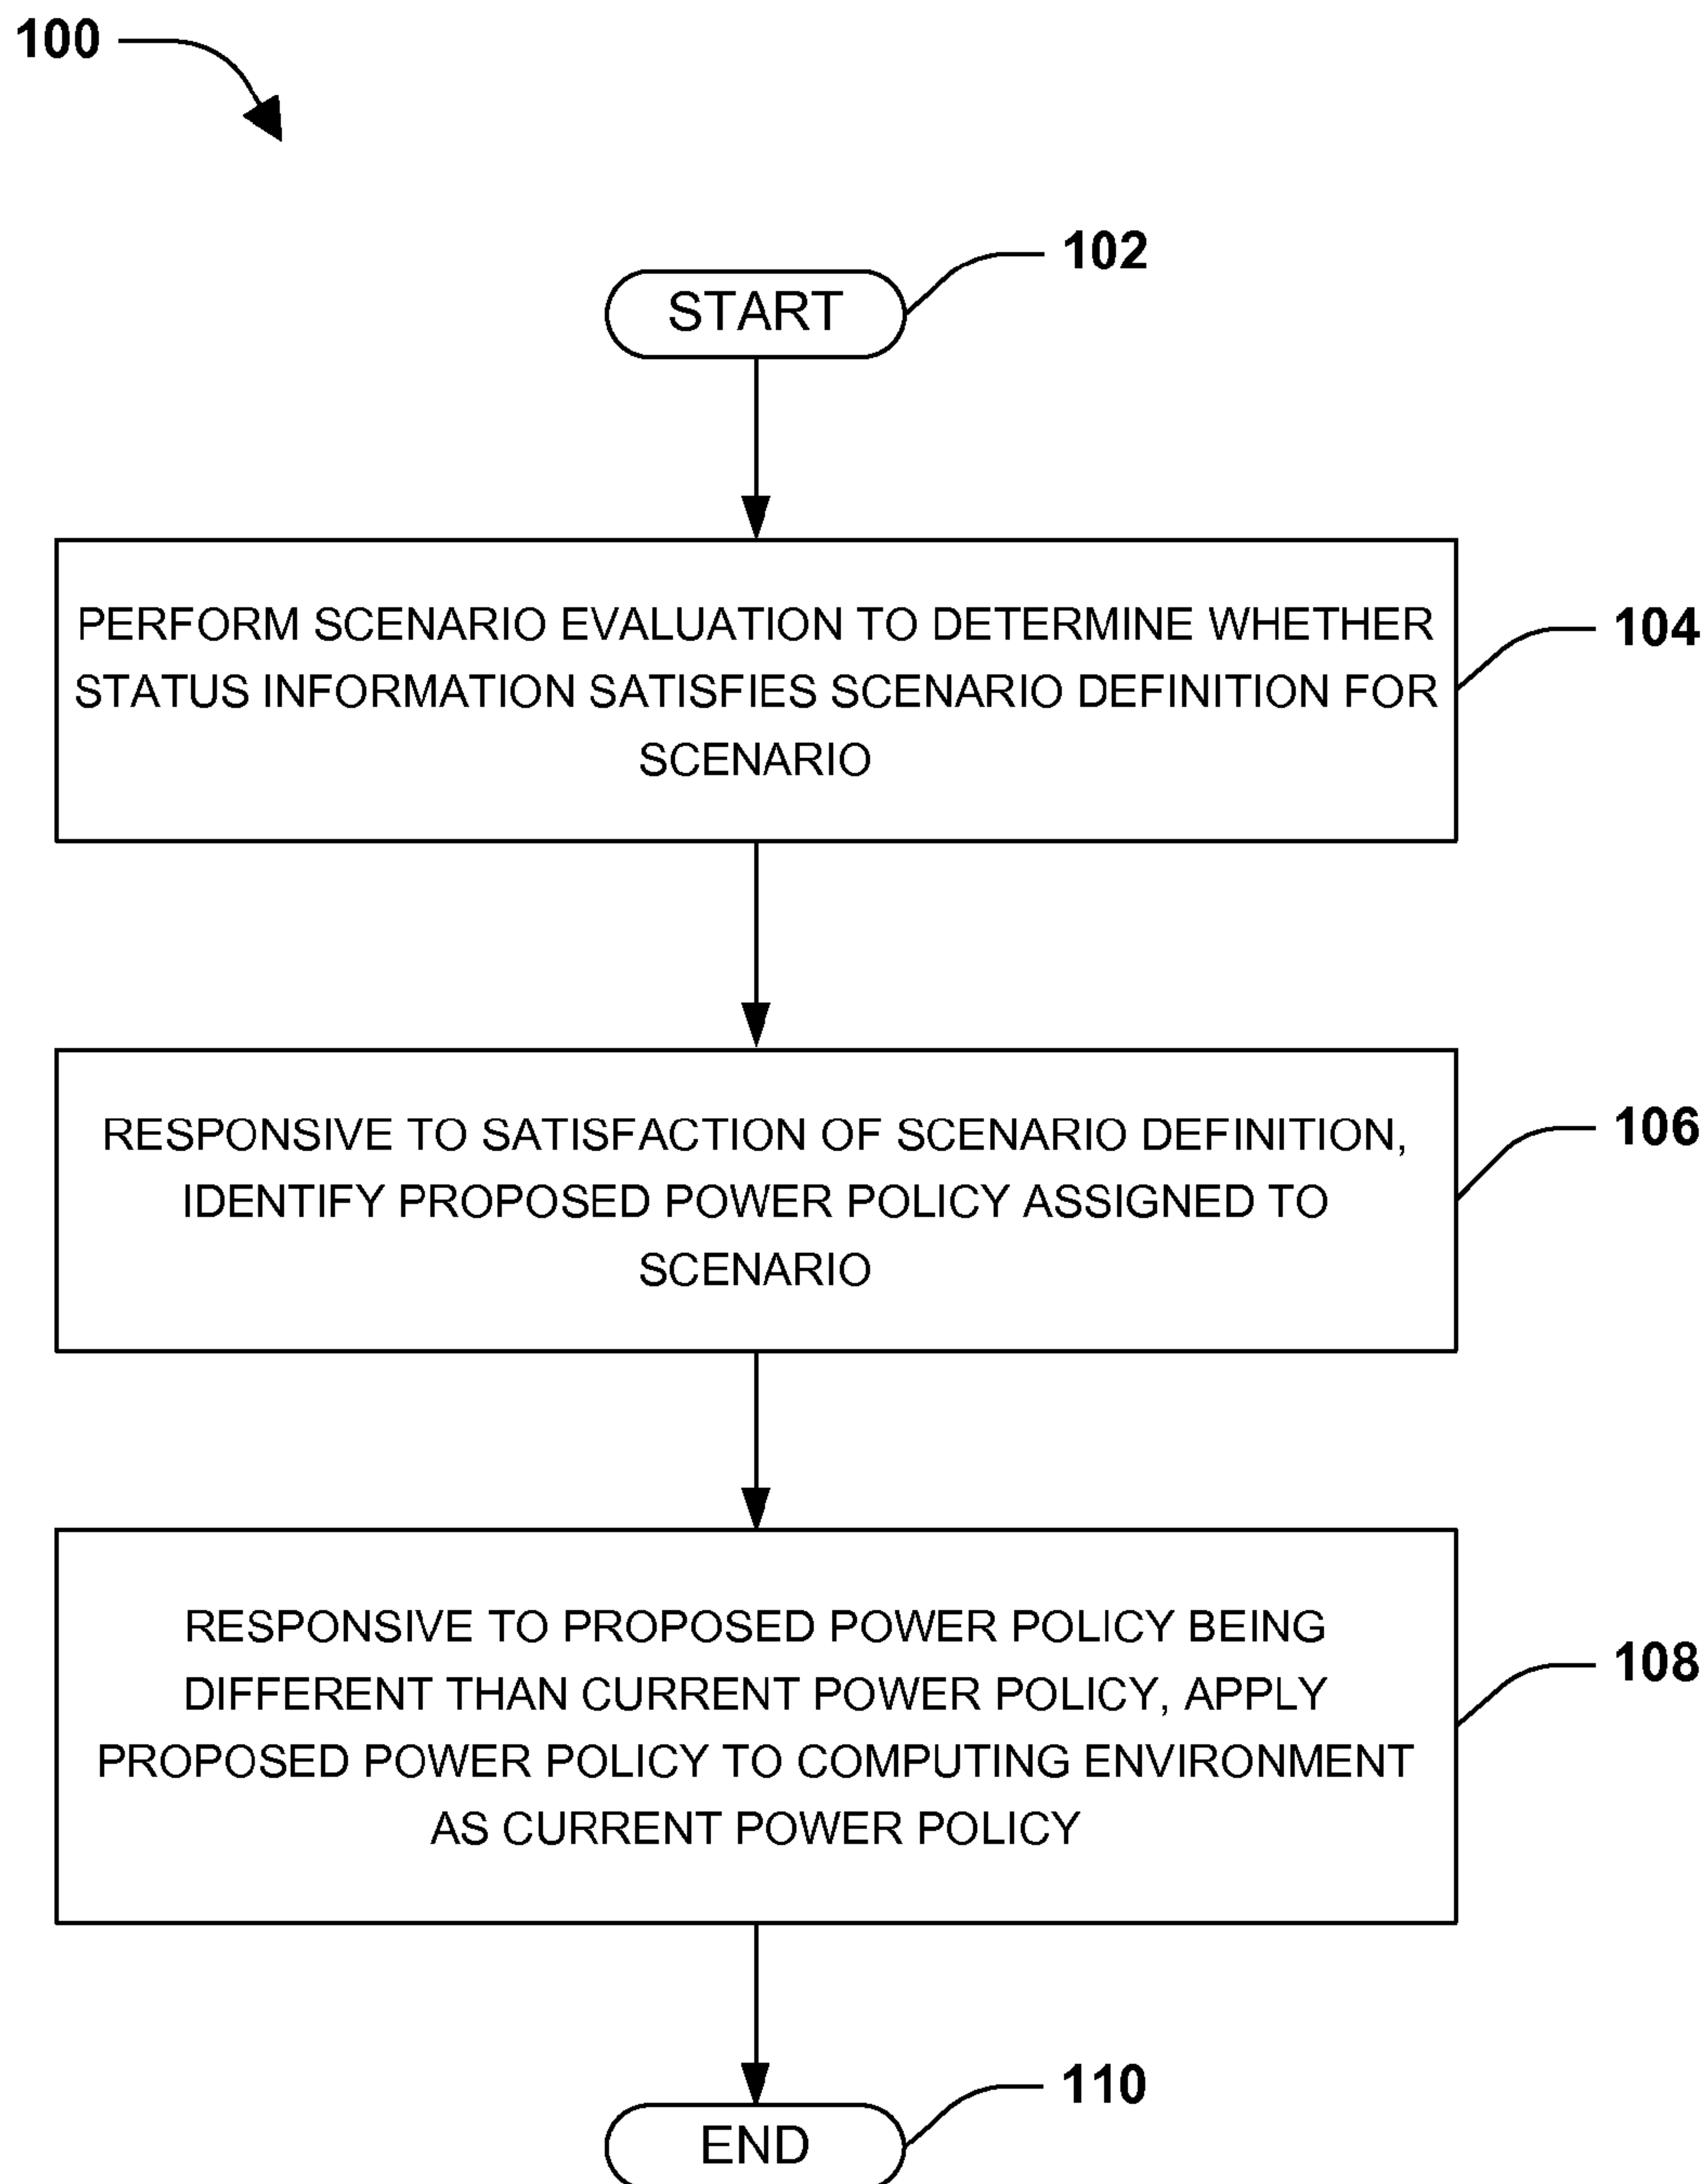 100
102
START
PERFORM SCENARIO EVALUATION TO DETERMINE WHETHER
STATUS INFORMATION SATISFIES SCENARIO DEFINITION FOR
SCENARIO
104
RESPONSIVE TO SATISFACTION OF SCENARIO DEFINITION,
IDENTIFY PROPOSED POWER POLICY ASSIGNED TO
SCENARIO
106
RESPONSIVE TO PROPOSED POWER POLICY BEING
DIFFERENT THAN CURRENT POWER POLICY, APPLY
PROPOSED POWER POLICY TO COMPUTING ENVIRONMENT
AS CURRENT POWER POLICY
108
110
END